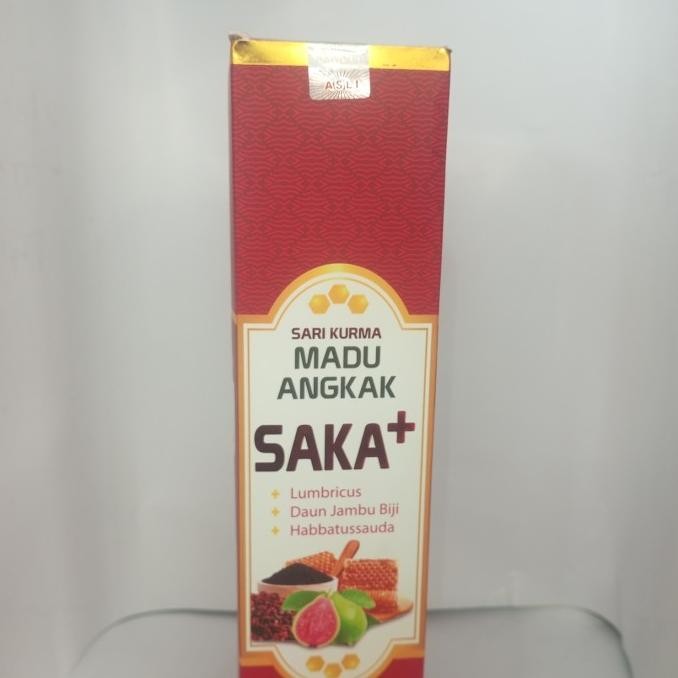 ASLI
SARI KURMA
MADU
ANGKAK
SAKA+
+ Lumbricus
+ Daun Jambu Biji
+ Habbatussauda